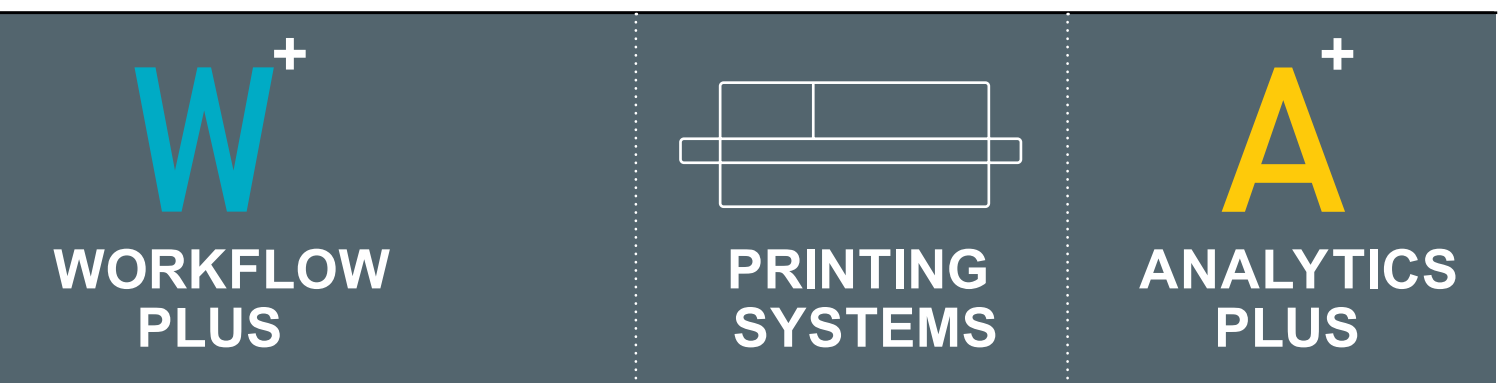 W+
WORKFLOW
PLUS
PRINTING
SYSTEMS
A+
ANALYTICS
PLUS